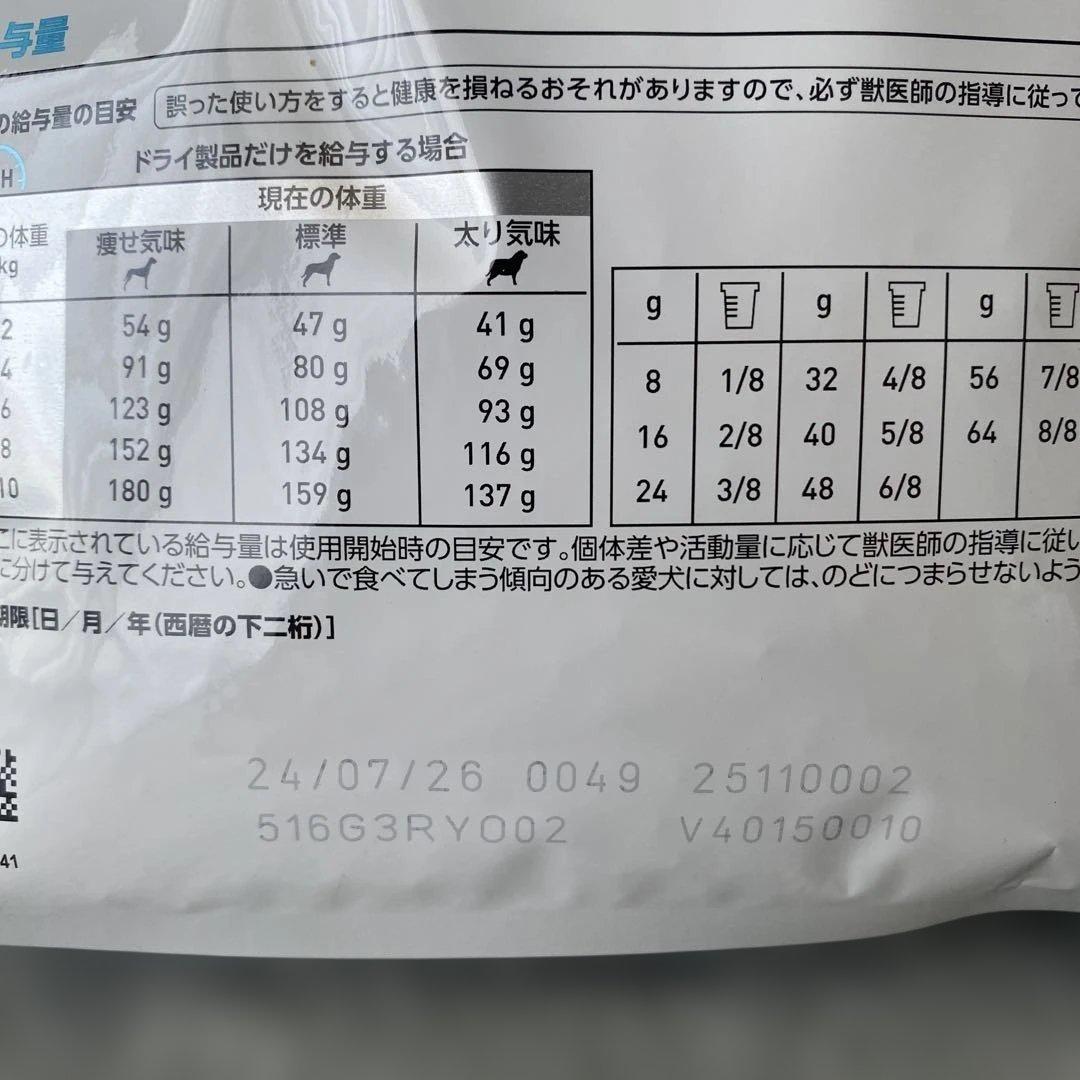 与量
の給与量の目安 誤った使い方をすると健康を損ねるおそれがありますので、必ず獣医師の指導に従って
H ドライ製品だけを給与する場合
現在の体重
の体重 痩せ気味 標準 太り気味
kg
g g g
2 54 g 47 g 41 g
4 91 g 80 g 69 g
6 123 g 108 g 93 g
8 152 g 134 g 116 g
10 180 g 159 g 137 g
8 1/8 32 4/8 56 7/8
16 2/8 40 5/8 64 8/8
24 3/8 48 6/8
こに表示されている給与量は使用開始時の目安です。個体差や活動量に応じて獣医師の指導に従い
に分けて与えてください。●急いで食べてしまう傾向のある愛犬に対しては、のどにつまらせないよう
期限[日/月/年(西暦の下二桁)]
24/07/26 0049 25110002
516G3RY002 V40150010
41